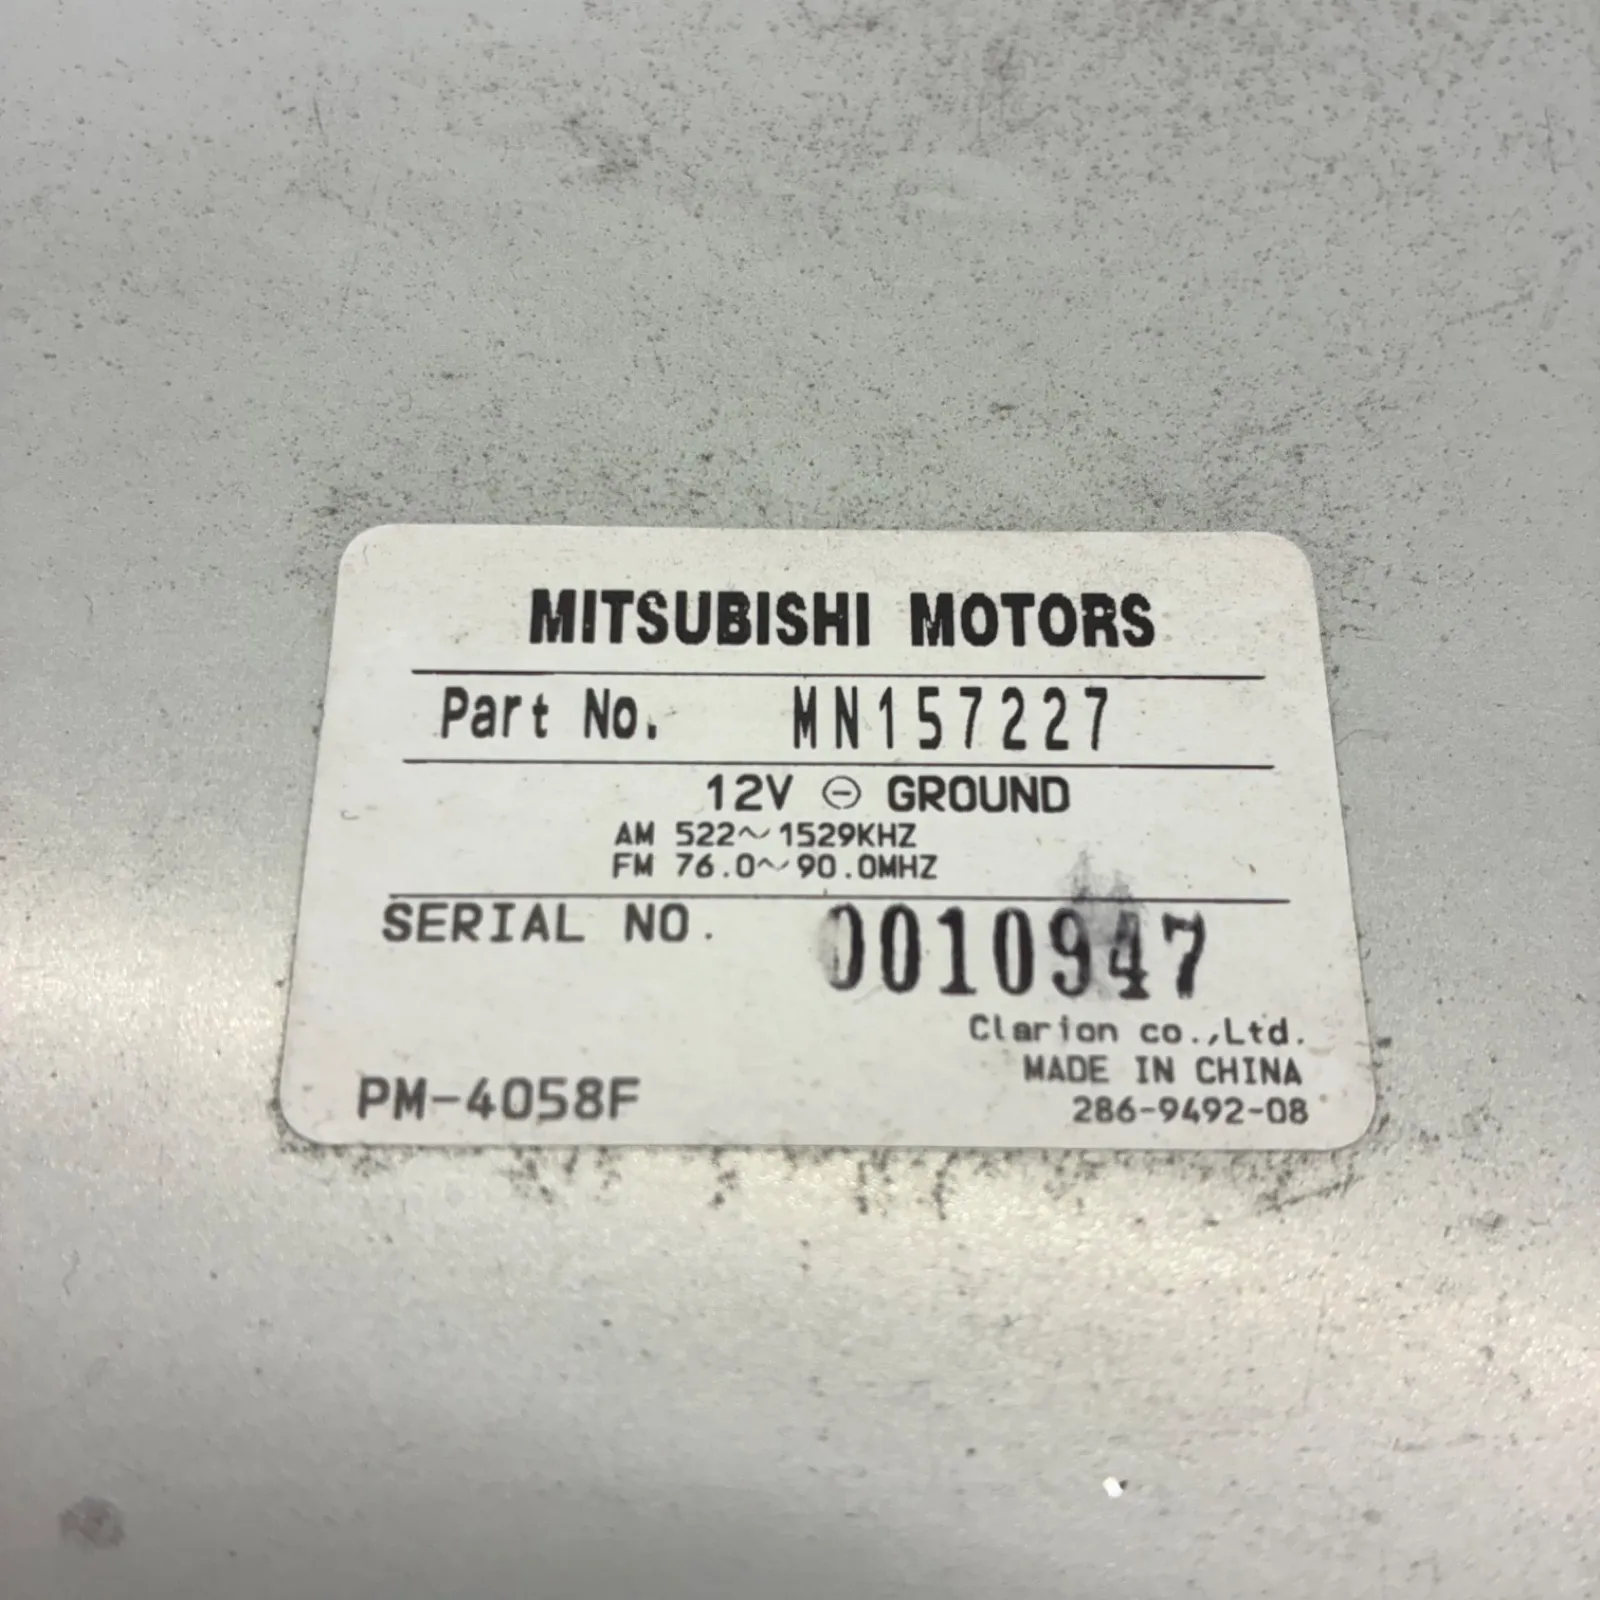 MITSUBISHI MOTORS
Part No. MN157227
12V ⊖ GROUND
AM 522~1529KHZ
FM 76.0~90.0MHZ
SERIAL NO. 0010947
Clarion co.,Ltd.
MADE IN CHINA
PM-4058F 286-9492-08